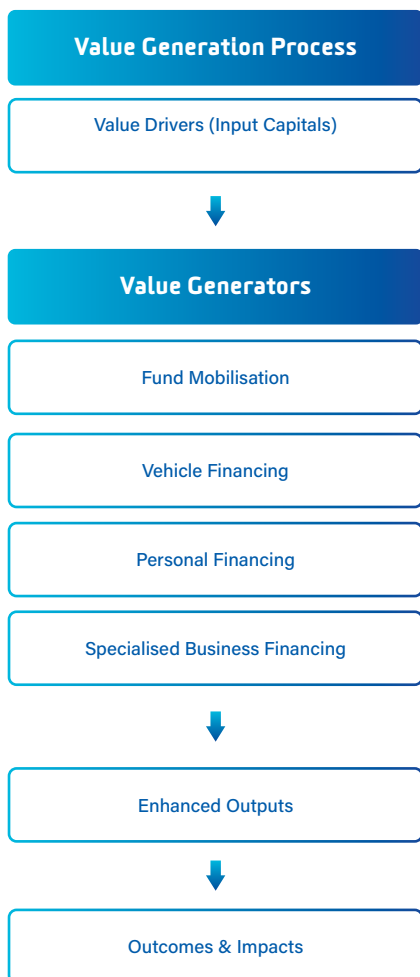 Value Generation Process
Value Drivers (Input Capitals)
Value Generators
Fund Mobilisation
Vehicle Financing
Personal Financing
Specialised Business Financing
Enhanced Outputs
Outcomes & Impacts